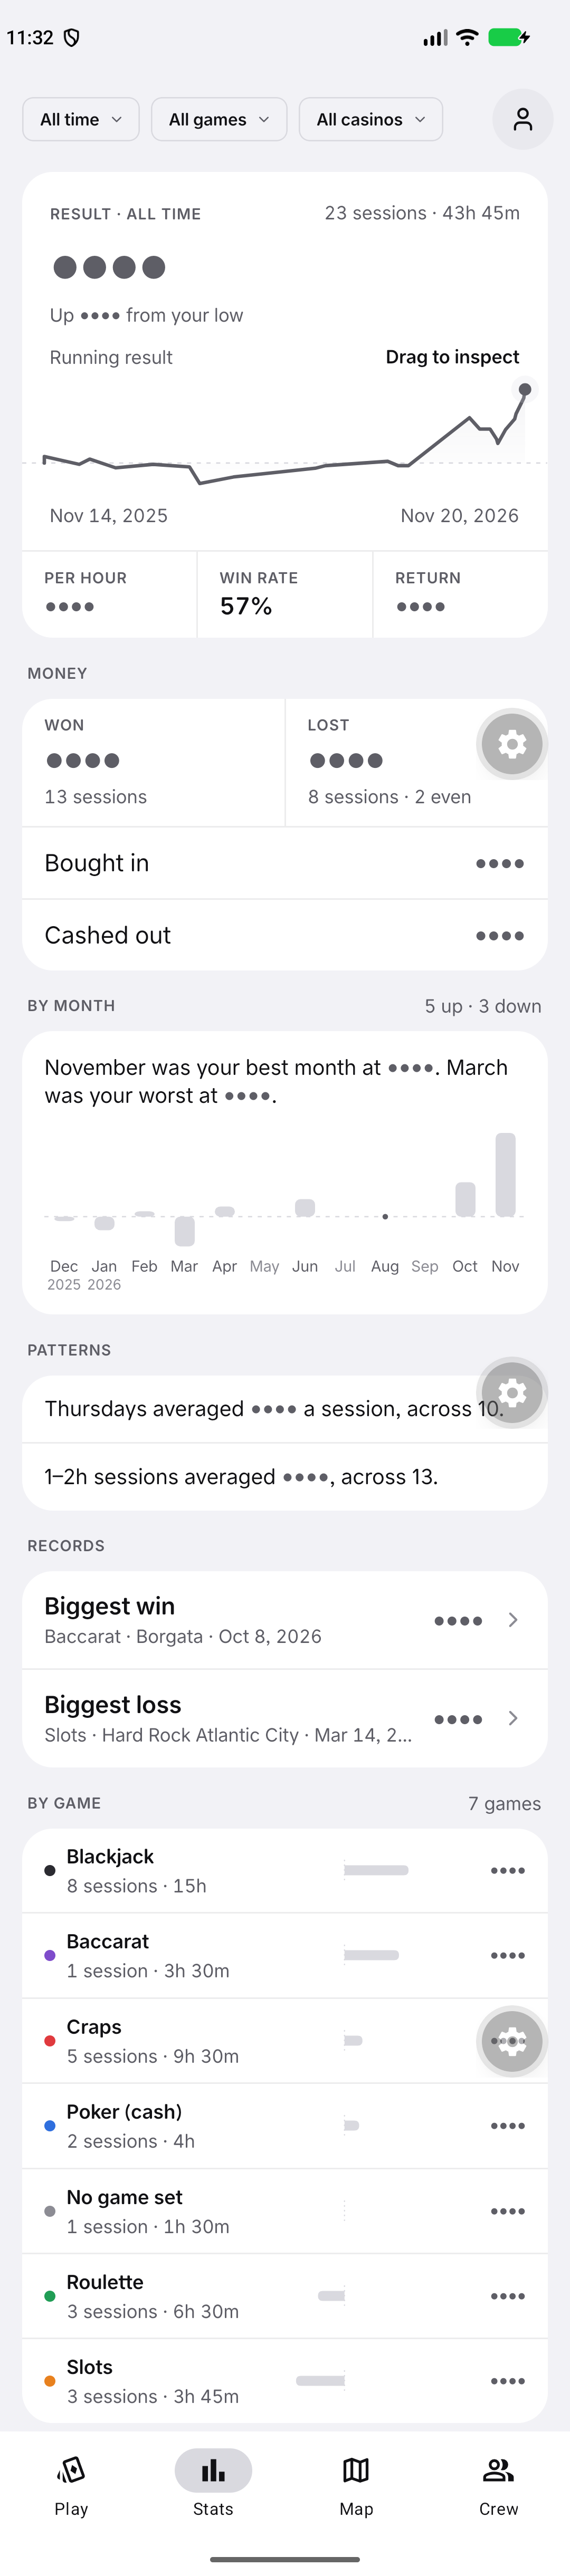 11:32
All time
All games
All casinos
RESULT · ALL TIME
23 sessions · 43h 45m
●●●●
Up •••• from your low
Running result
Drag to inspect
Nov 14, 2025
Nov 20, 2026
PER HOUR
••••
WIN RATE
57%
RETURN
••••
MONEY
WON
●●●●
13 sessions
LOST
●●●●
8 sessions · 2 even
Bought in
••••
Cashed out
••••
BY MONTH
5 up · 3 down
November was your best month at ••••. March
was your worst at ••••.
Dec Jan Feb Mar Apr May Jun Jul Aug Sep Oct Nov
2025 2026
PATTERNS
Thursdays averaged •••• a session, across 10.
1–2h sessions averaged ••••, across 13.
RECORDS
Biggest win
Baccarat · Borgata · Oct 8, 2026
••••
Biggest loss
Slots · Hard Rock Atlantic City · Mar 14, 2...
••••
BY GAME
7 games
Blackjack
8 sessions · 15h
••••
Baccarat
1 session · 3h 30m
••••
Craps
5 sessions · 9h 30m
••••
Poker (cash)
2 sessions · 4h
••••
No game set
1 session · 1h 30m
••••
Roulette
3 sessions · 6h 30m
••••
Slots
3 sessions · 3h 45m
••••
Play
Stats
Map
Crew